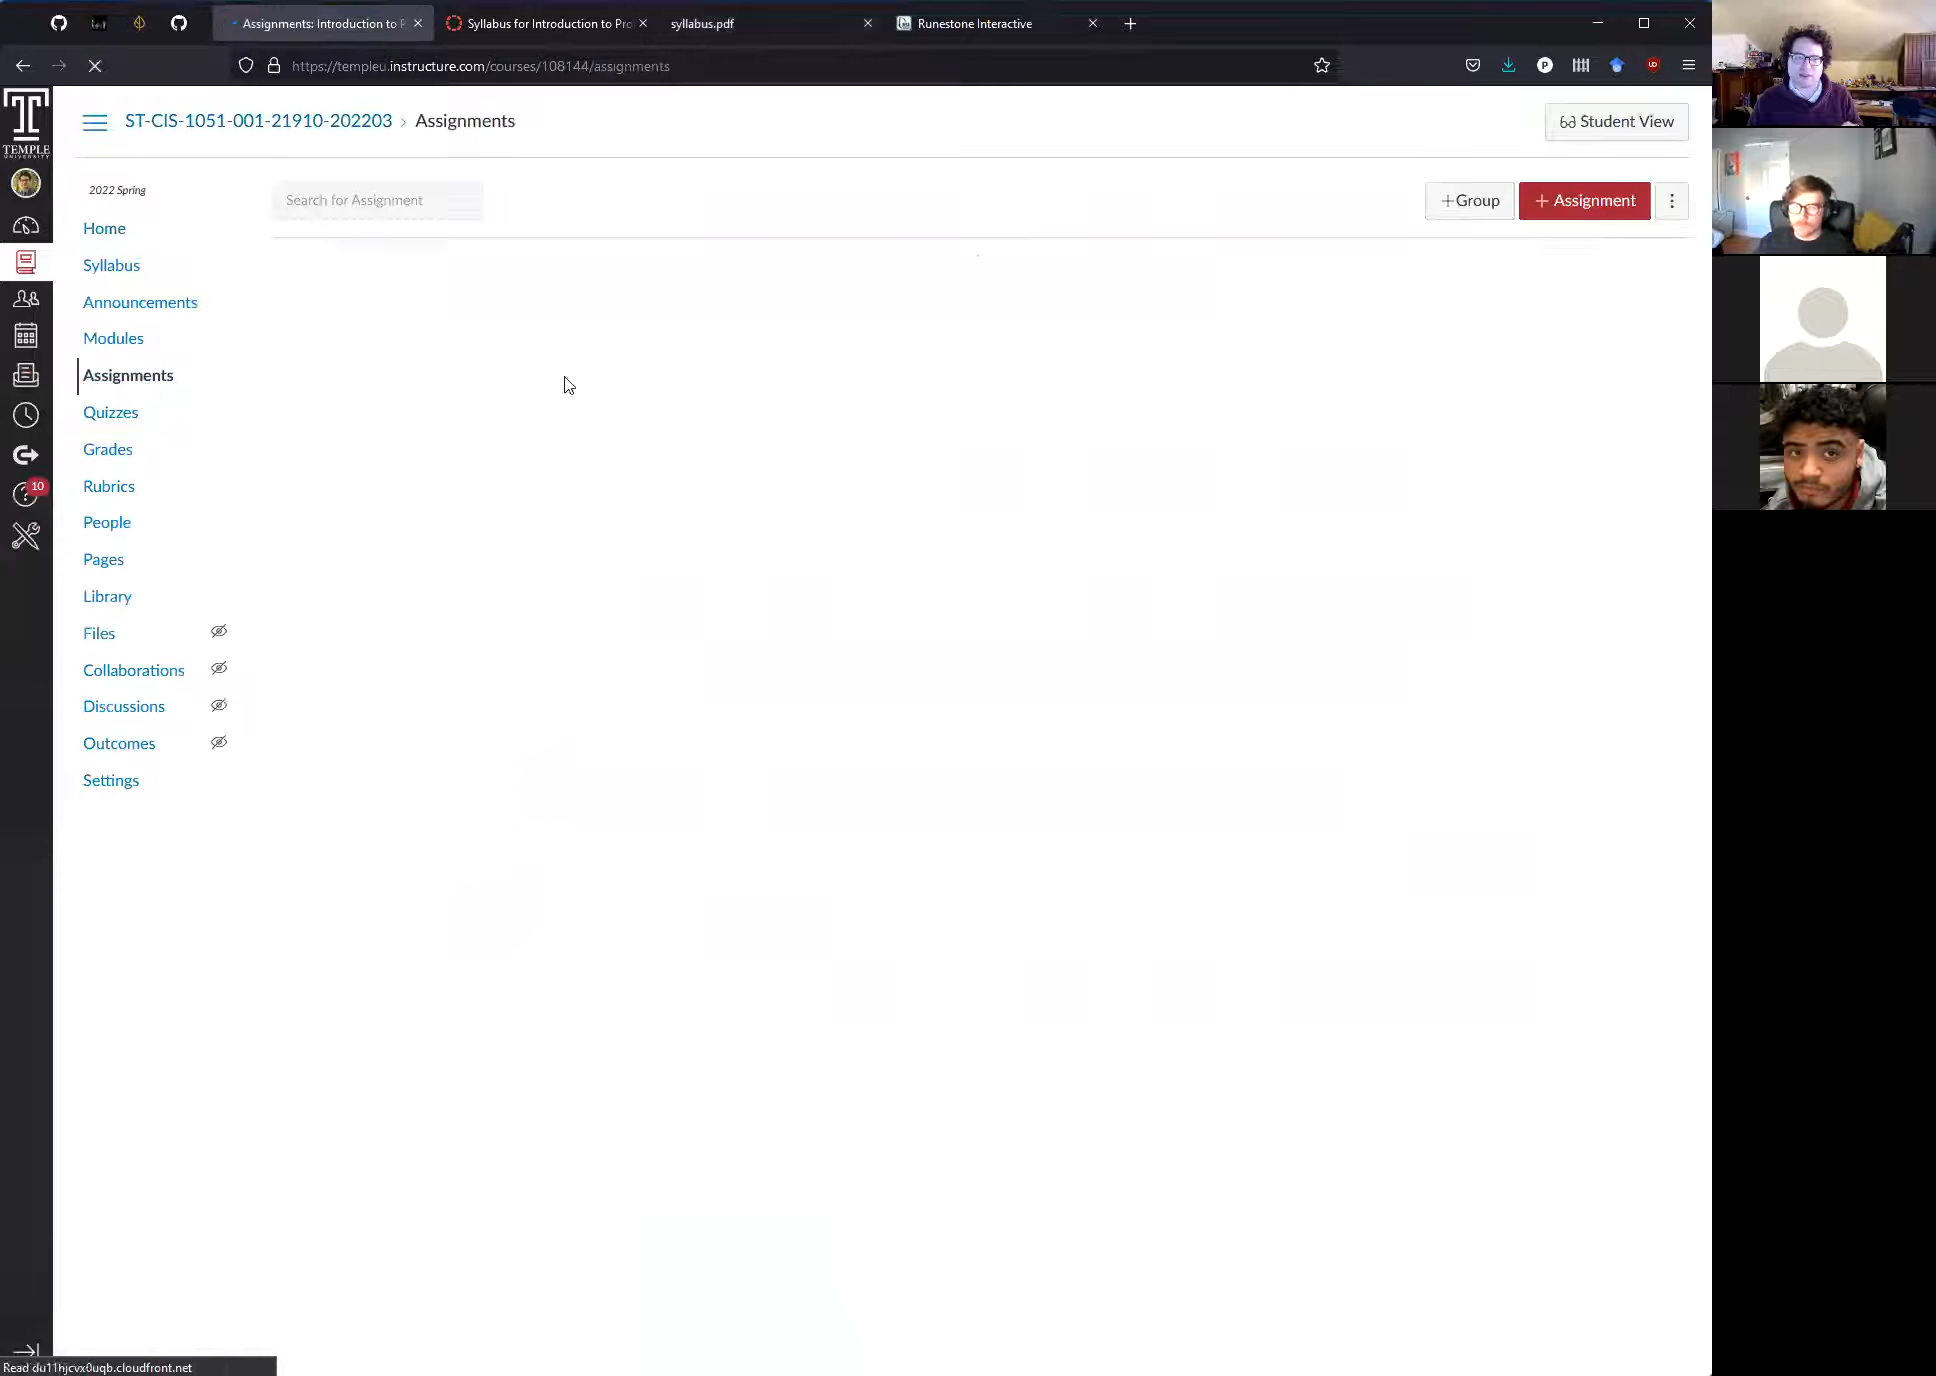 Assignments: Introduction to P
Syllabus for Introduction to Pro
syllabus.pdf
Runestone Interactive
https://templeu.instructure.com/courses/108144/assignments
TEMPLE
UNIVERSITY
ST-CIS-1051-001-21910-202203 › Assignments
Student View
2022 Spring
Search for Assignment
+Group
+ Assignment
Home
Syllabus
Announcements
Modules
Assignments
Quizzes
Grades
10
Rubrics
People
Pages
Library
Files
Collaborations
Discussions
Outcomes
Settings
Read du11hjcvx0uqb.cloudfront.net